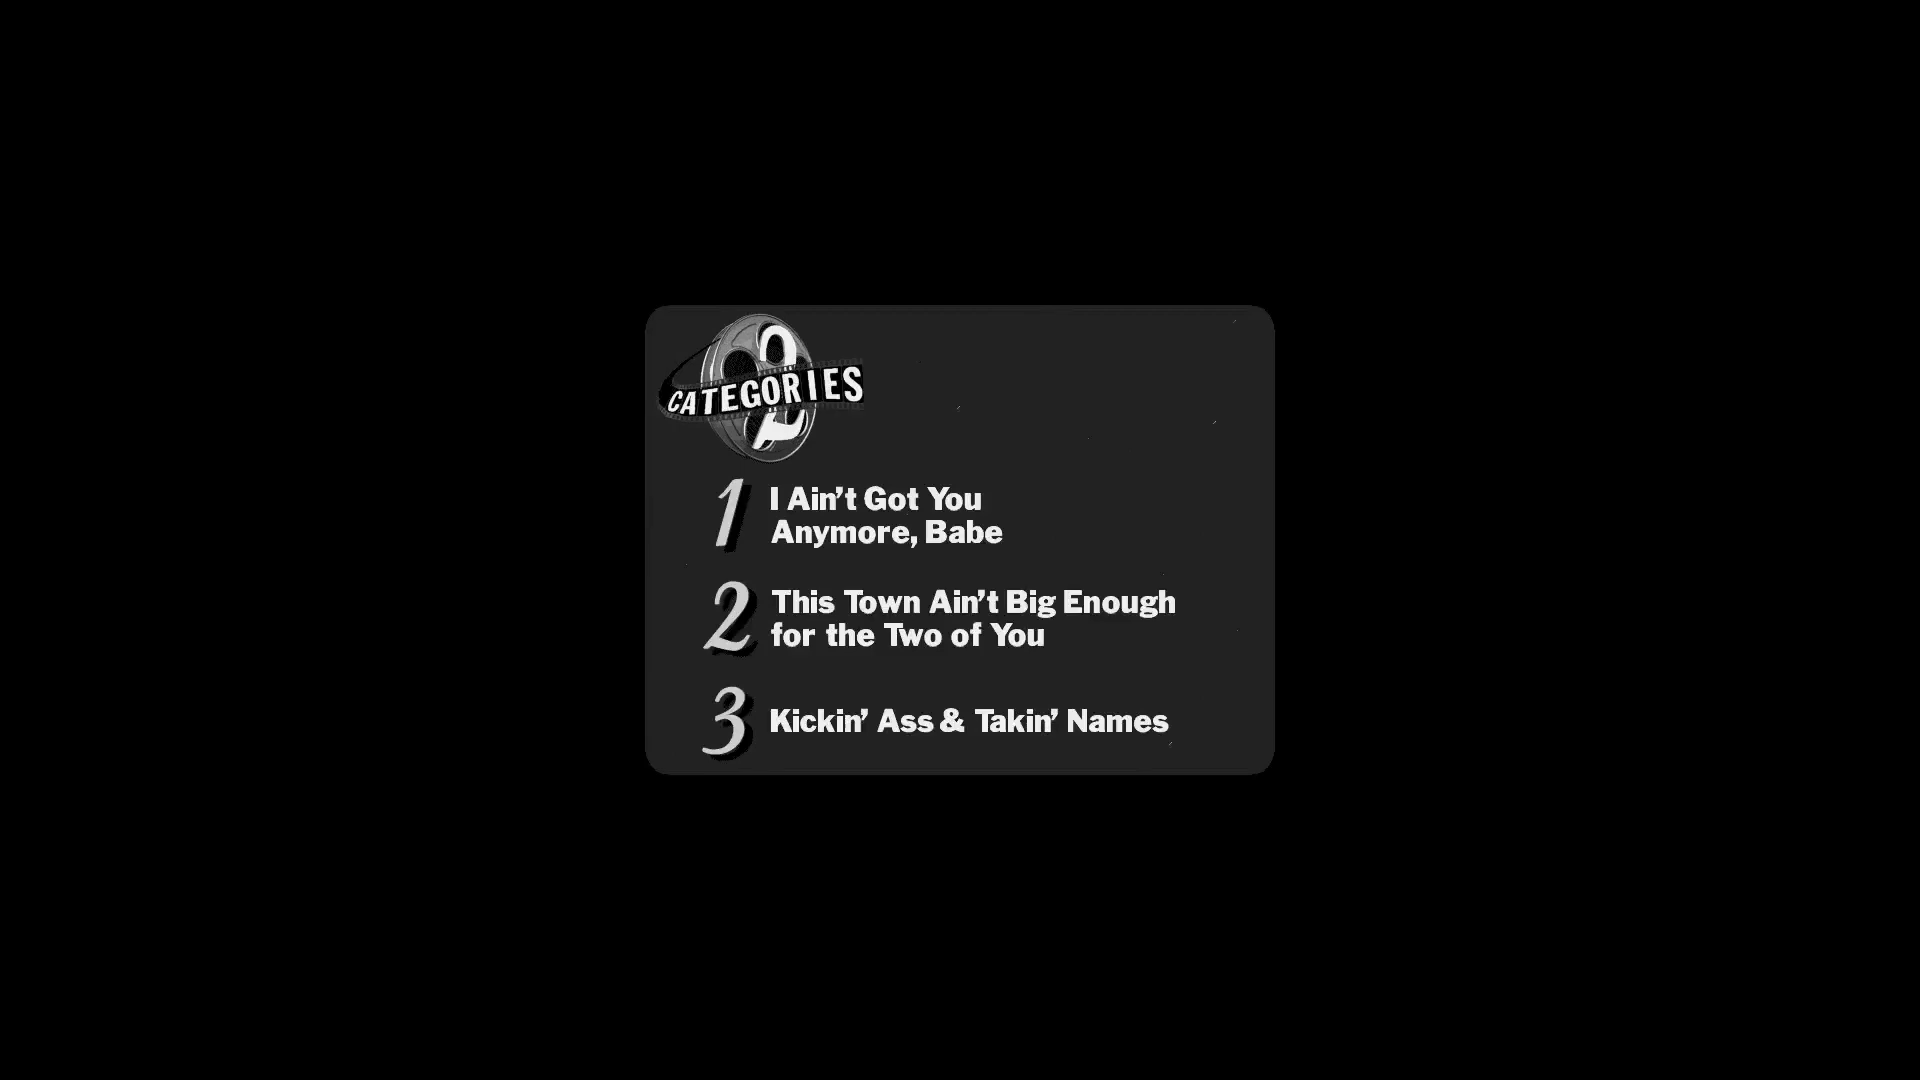 2
CATEGORIES
1 I Ain’t Got You
Anymore, Babe
2 This Town Ain’t Big Enough
for the Two of You
3 Kickin’ Ass & Takin’ Names